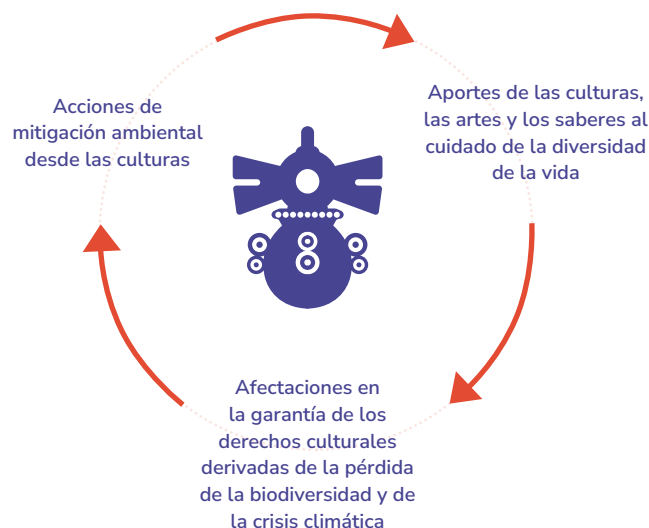 Acciones de
mitigación ambiental
desde las culturas
Aportes de las culturas,
las artes y los saberes al
cuidado de la diversidad
de la vida
Afectaciones en
la garantía de los
derechos culturales
derivadas de la pérdida
de la biodiversidad y de
la crisis climática